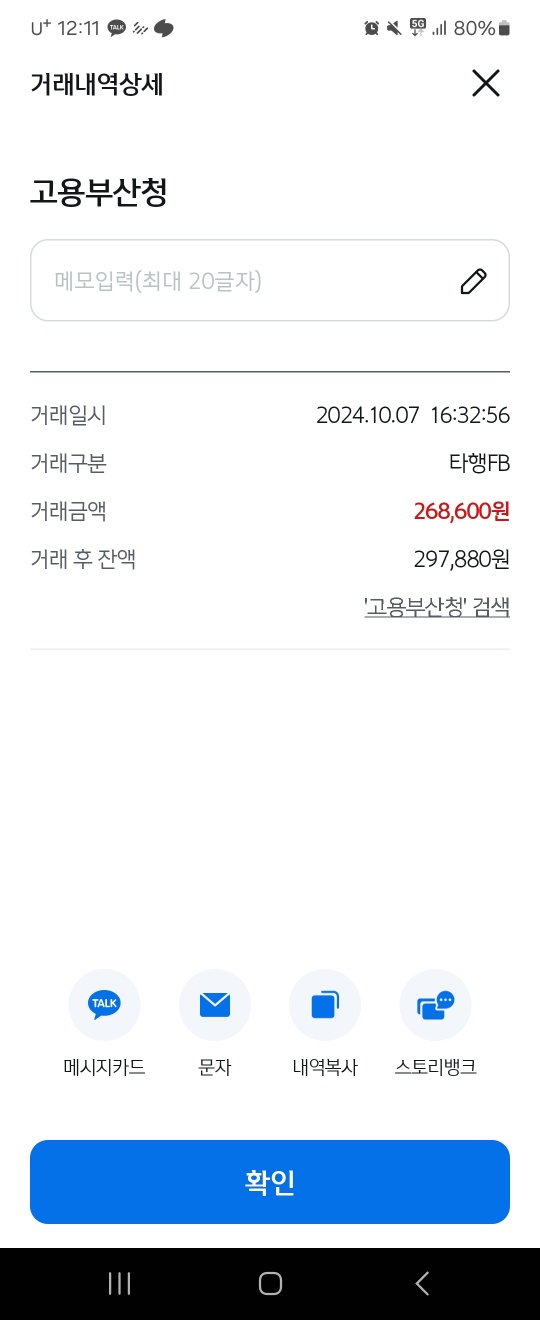 U+ 12:11 TALK 5G 80%
거래내역상세
고용부산청
메모입력(최대 20글자)
거래일시 2024.10.07 16:32:56
거래구분 타행FB
거래금액 268,600원
거래 후 잔액 297,880원
'고용부산청' 검색
TALK
메시지카드 문자 내역복사 스토리뱅크
확인